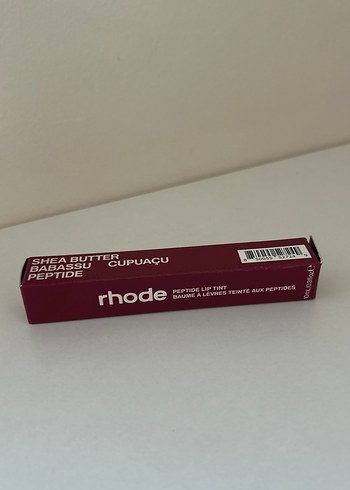 SHEA BUTTER
BABASSU CUPUAÇU
PEPTIDE
rhode
PEPTIDE LIP TINT
BAUME À LÈVRES TEINTÉ AUX PEPTIDES